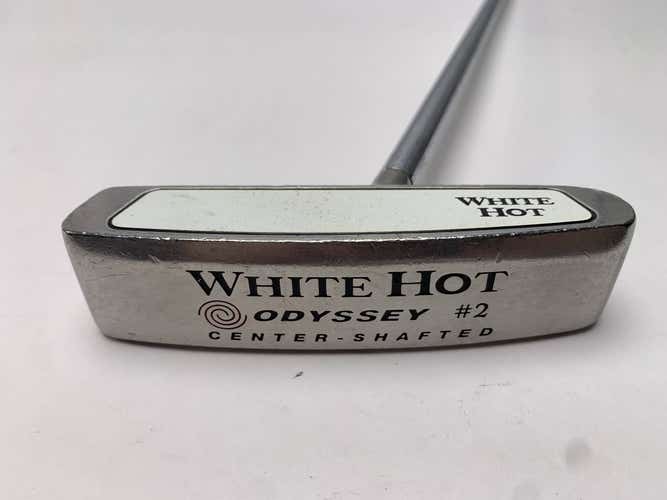 WHITE
HOT
WHITE HOT
ODYSSEY #2
CENTER-SHAFTED